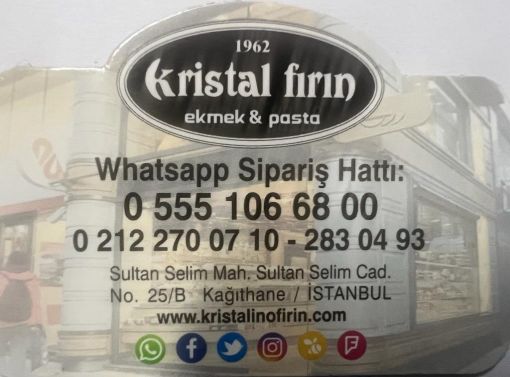 1962
kristal fırın
ekmek & pasta
Whatsapp Sipariş Hattı:
0 555 106 68 00
0 212 270 07 10 - 283 04 93
Sultan Selim Mah. Sultan Selim Cad.
No. 25/B Kağıthane / İSTANBUL
www.kristalinofirin.com